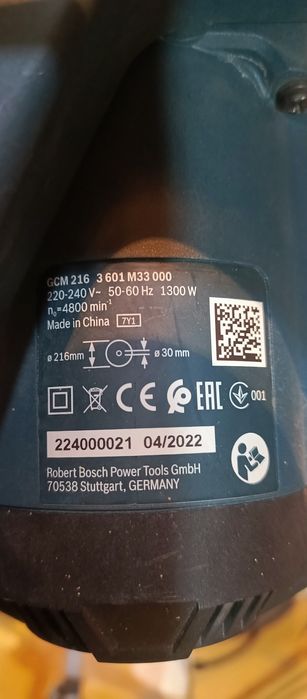 GCM 216 3 601 M33 000
220-240 V~ 50-60 Hz 1300 W
n₀=4800 min⁻¹
Made in China 7Y1
ø 216mm ø 30 mm
CE EAC 001
224000021 04/2022
Robert Bosch Power Tools GmbH
70538 Stuttgart, GERMANY